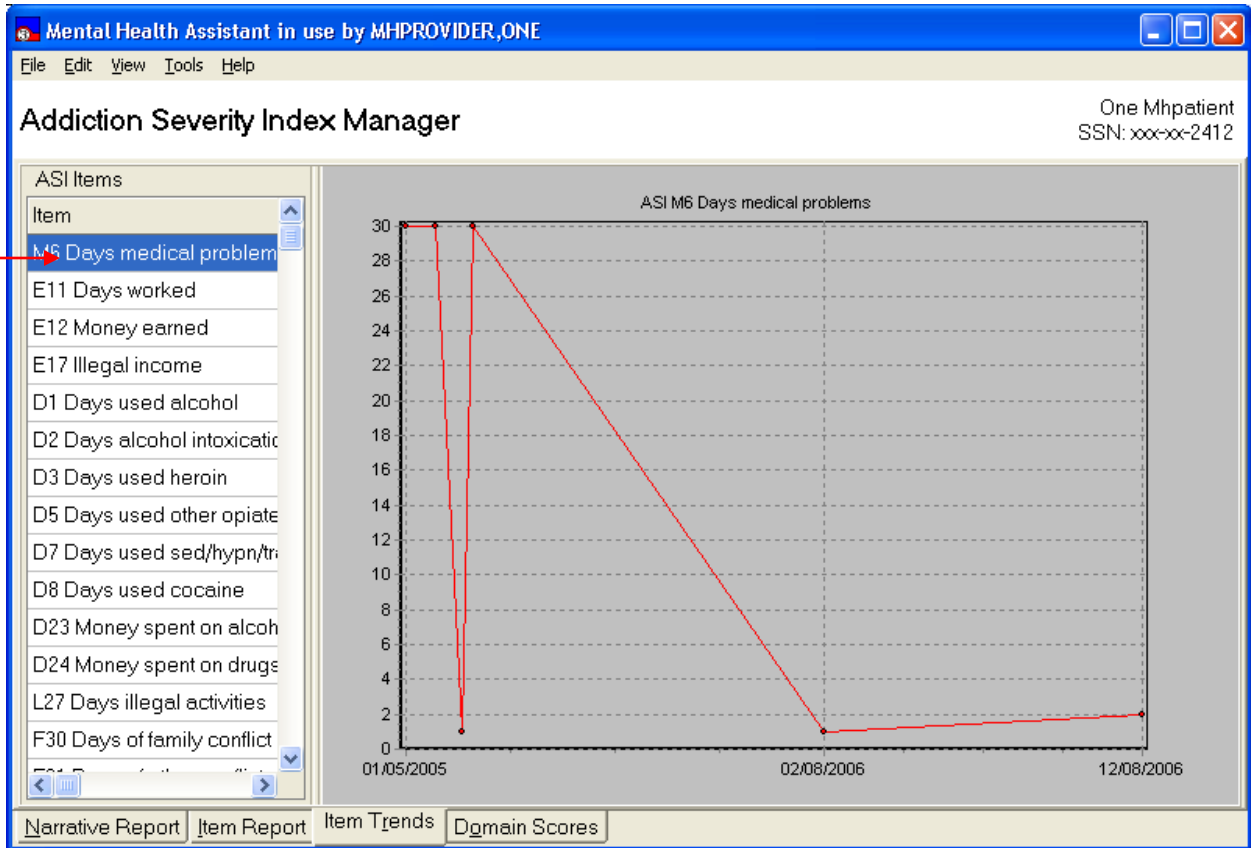 Mental Health Assistant in use by MHPROVIDER,ONE
File Edit View Tools Help
Addiction Severity Index Manager
One Mhpatient
SSN: xxx-xx-2412
ASI Items
Item
M6 Days medical problem
E11 Days worked
E12 Money earned
E17 Illegal income
D1 Days used alcohol
D2 Days alcohol intoxicatio
D3 Days used heroin
D5 Days used other opiate
D7 Days used sed/hypn/tr
D8 Days used cocaine
D23 Money spent on alcoh
D24 Money spent on drugs
L27 Days illegal activities
F30 Days of family conflict
ASI M6 Days medical problems
30
28
26
24
22
20
18
16
14
12
10
8
6
4
2
0
01/05/2005 02/08/2006 12/08/2006
Narrative Report Item Report Item Trends Domain Scores